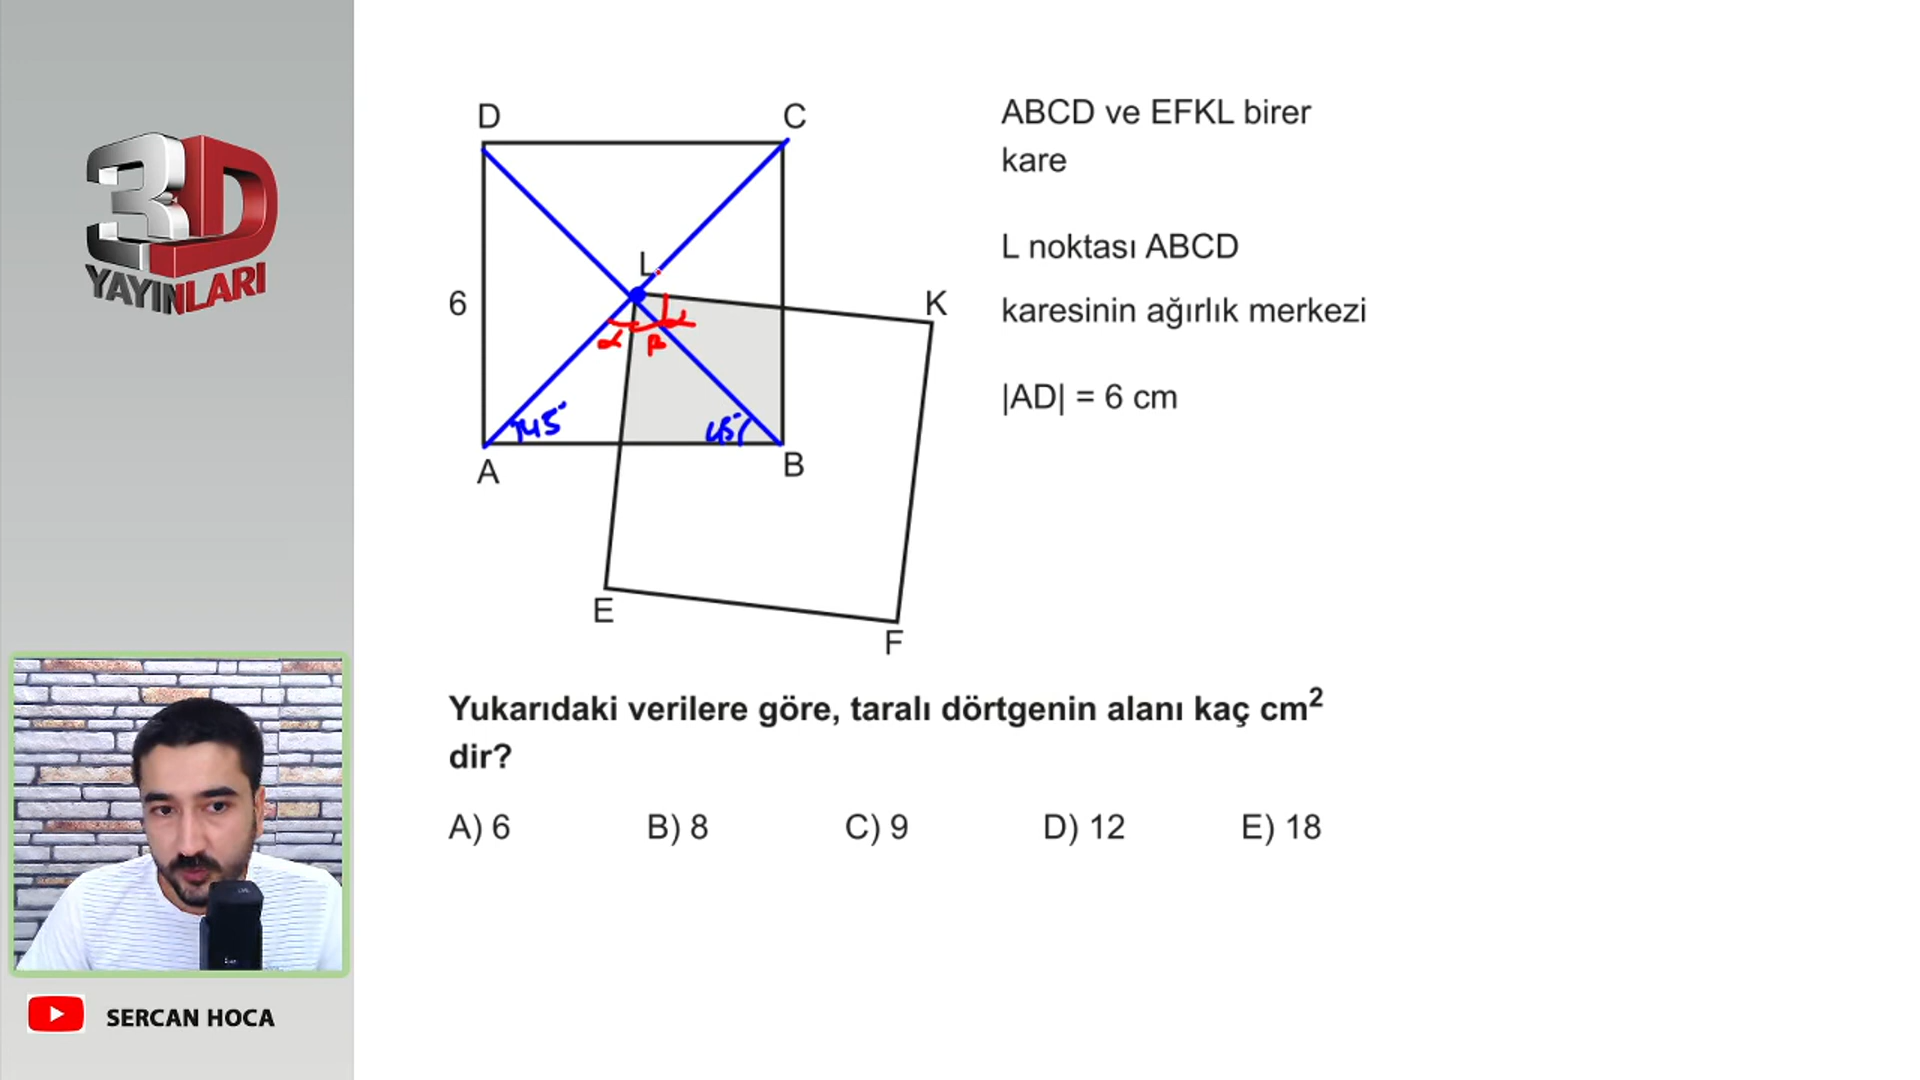 3D
YAYINLARI
D
C
L
K
6
45°
45°
α
β
α
A
B
E
F
ABCD ve EFKL birer
kare
L noktası ABCD
karesinin ağırlık merkezi
|AD| = 6 cm
Yukarıdaki verilere göre, taralı dörtgenin alanı kaç cm²
dir?
A) 6 B) 8 C) 9 D) 12 E) 18
SERCAN HOCA